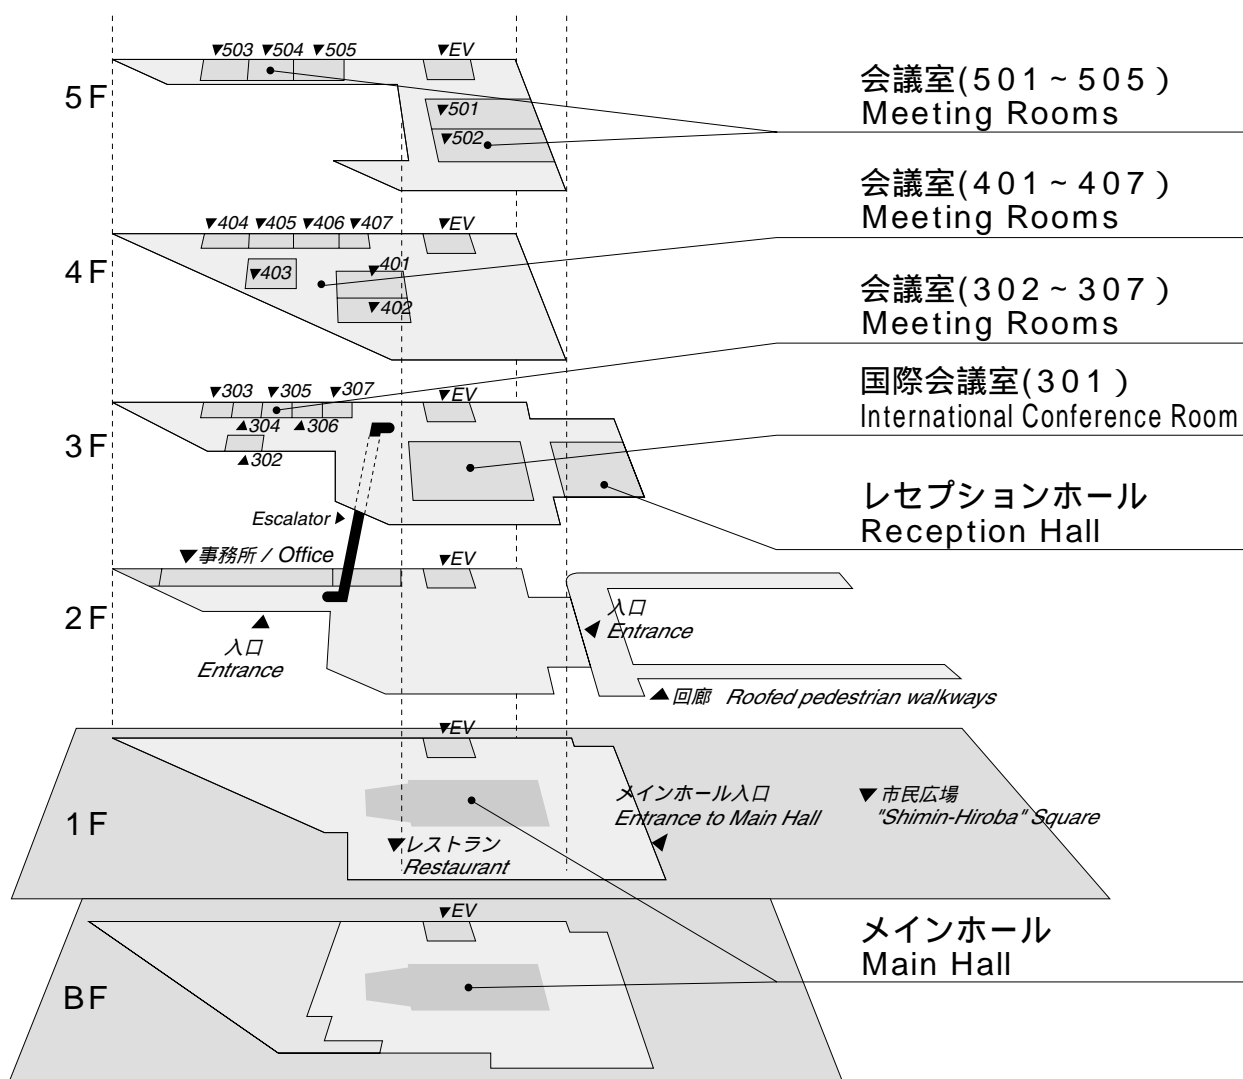 ▼503 ▼504 ▼505 ▼EV
5F
▼501
▼502
会議室(501～505)
Meeting Rooms
▼404 ▼405 ▼406 ▼407 ▼EV
4F
▼403
▼401
▼402
会議室(401～407)
Meeting Rooms
会議室(302～307)
Meeting Rooms
▼303 ▼305 ▼307 ▼EV
▲304 ▲306
3F
▲302
国際会議室(301)
International Conference Room
Escalator
レセプションホール
Reception Hall
▼事務所 / Office ▼EV
2F
入口
Entrance
入口
Entrance
▲回廊 Roofed pedestrian walkways
▼EV
1F
メインホール入口
Entrance to Main Hall
▼市民広場
"Shimin-Hiroba" Square
▼レストラン
Restaurant
▼EV
BF
メインホール
Main Hall